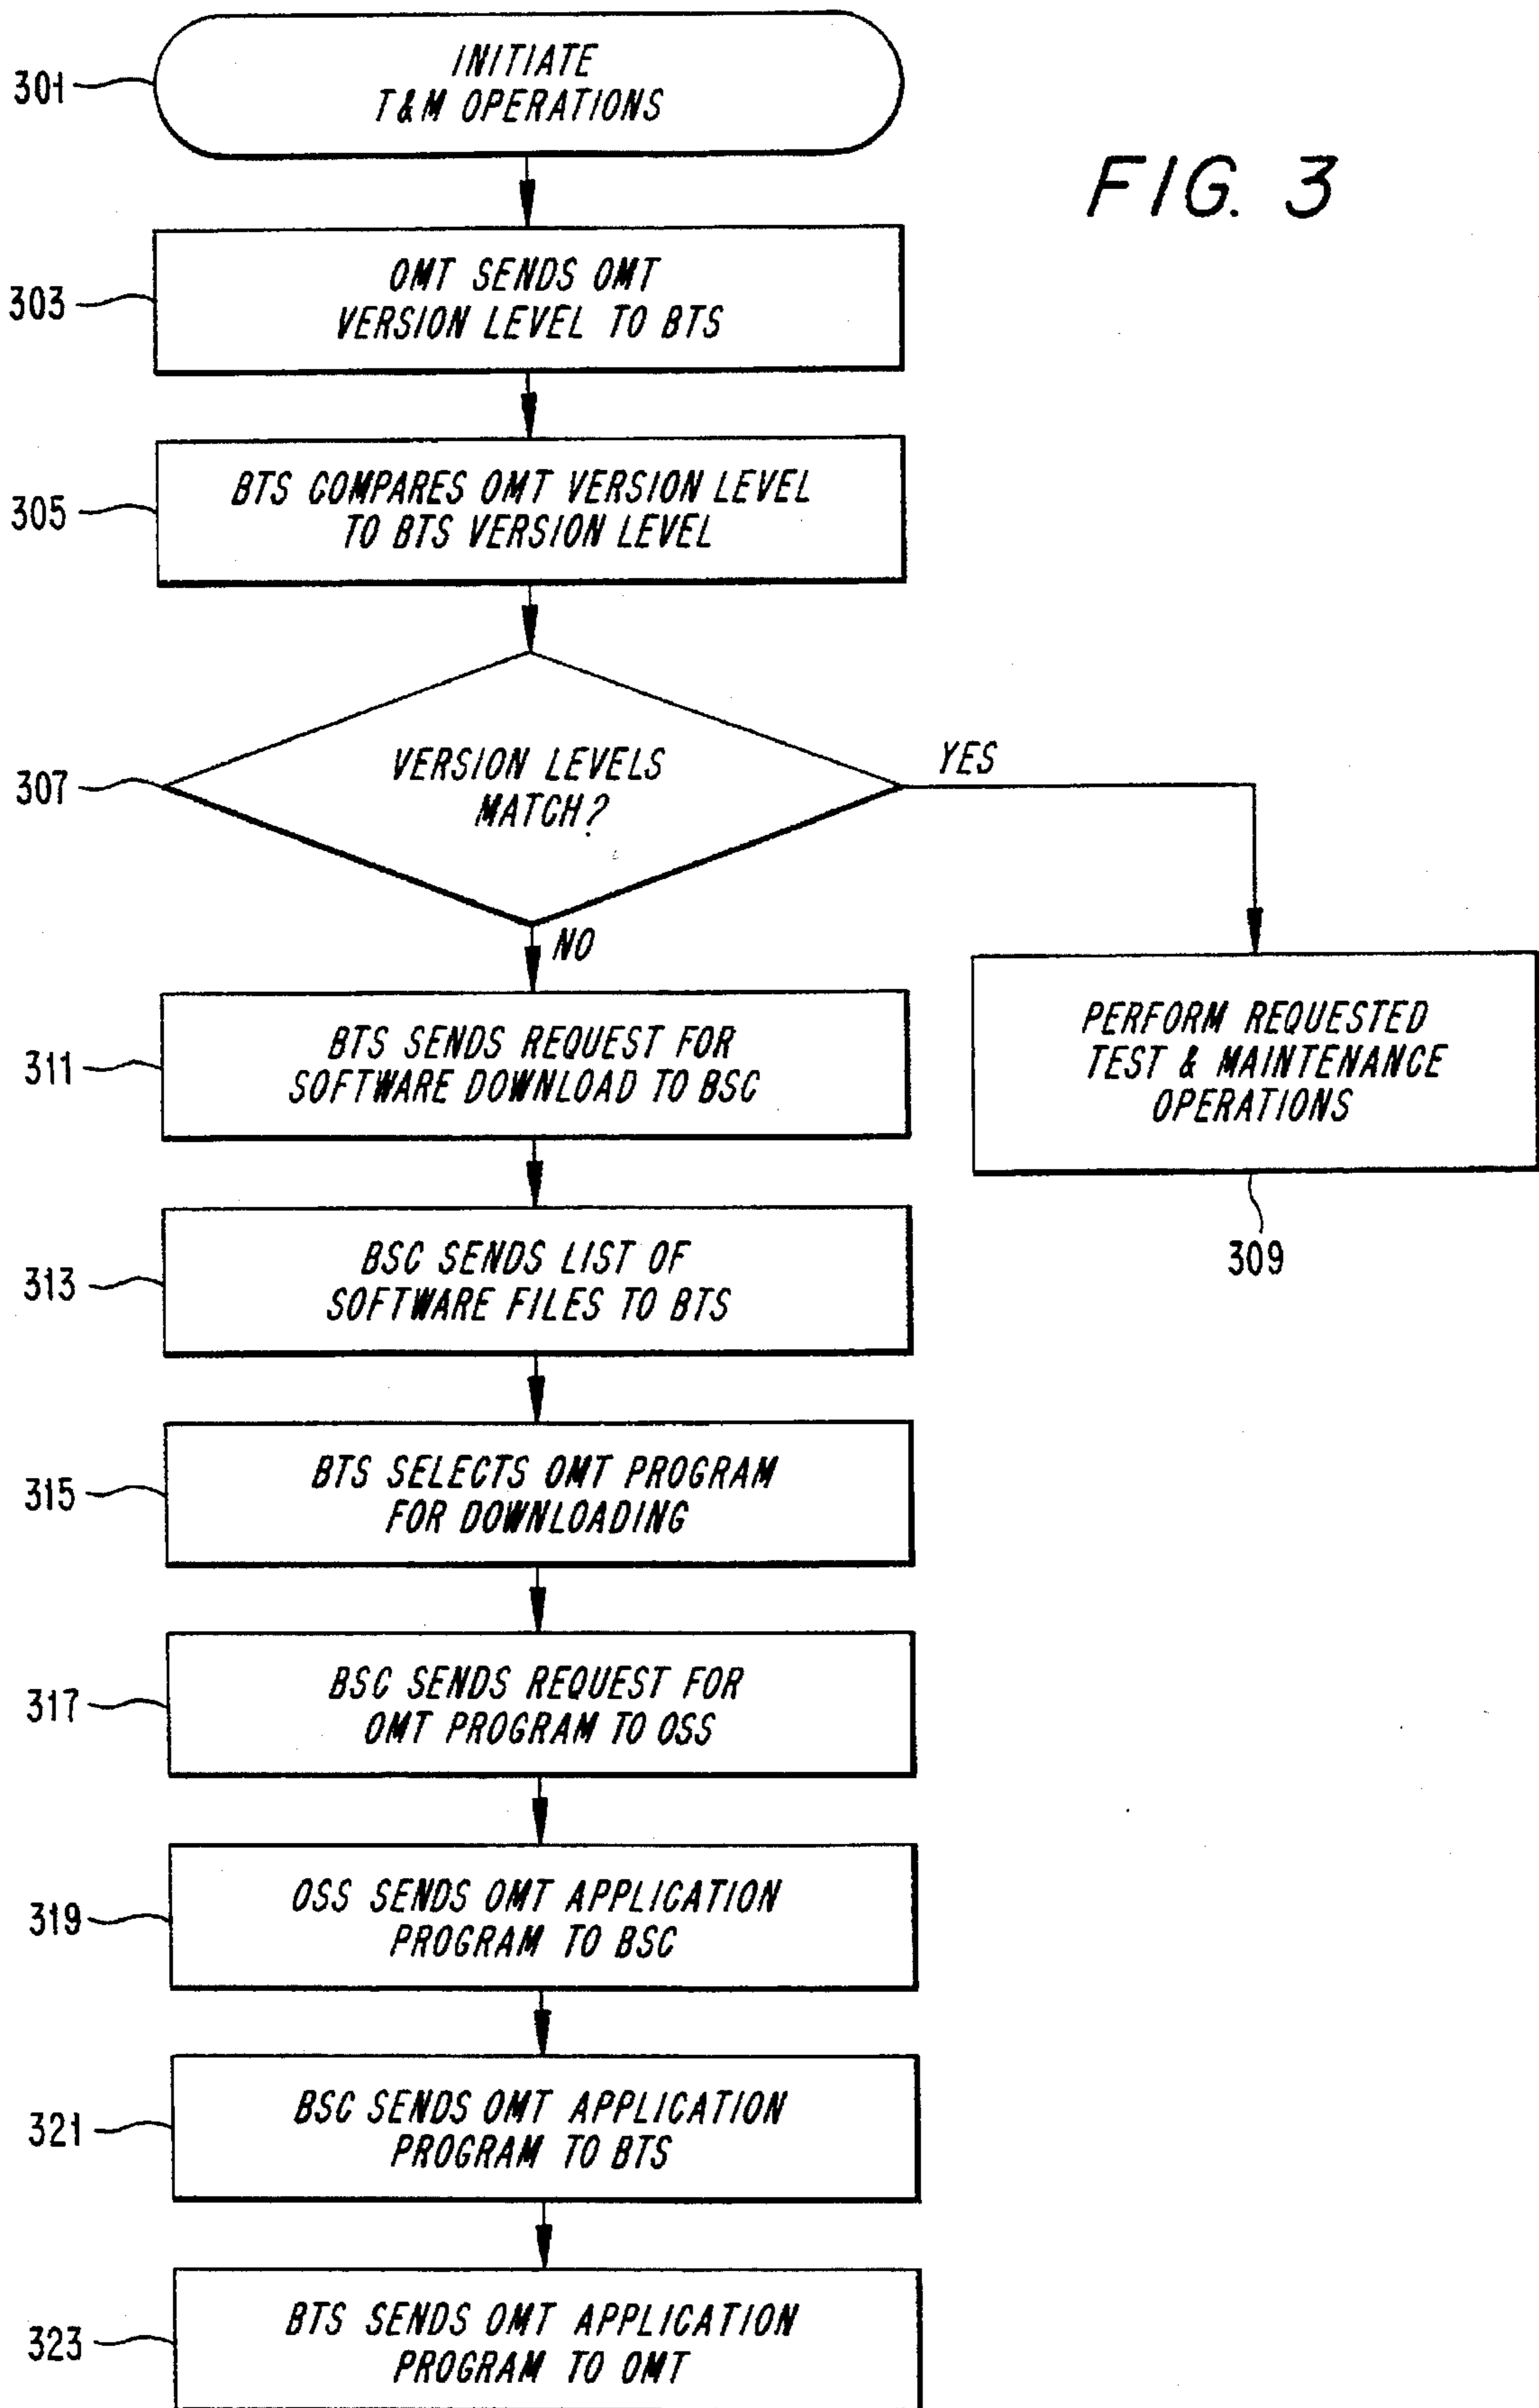 INITIATE
T&M OPERATIONS
301
FIG. 3
OMT SENDS OMT
VERSION LEVEL TO BTS
303
BTS COMPARES OMT VERSION LEVEL
TO BTS VERSION LEVEL
305
VERSION LEVELS
MATCH?
307
YES
NO
PERFORM REQUESTED
TEST & MAINTENANCE
OPERATIONS
309
BTS SENDS REQUEST FOR
SOFTWARE DOWNLOAD TO BSC
311
BSC SENDS LIST OF
SOFTWARE FILES TO BTS
313
BTS SELECTS OMT PROGRAM
FOR DOWNLOADING
315
BSC SENDS REQUEST FOR
OMT PROGRAM TO OSS
317
OSS SENDS OMT APPLICATION
PROGRAM TO BSC
319
BSC SENDS OMT APPLICATION
PROGRAM TO BTS
321
BTS SENDS OMT APPLICATION
PROGRAM TO OMT
323